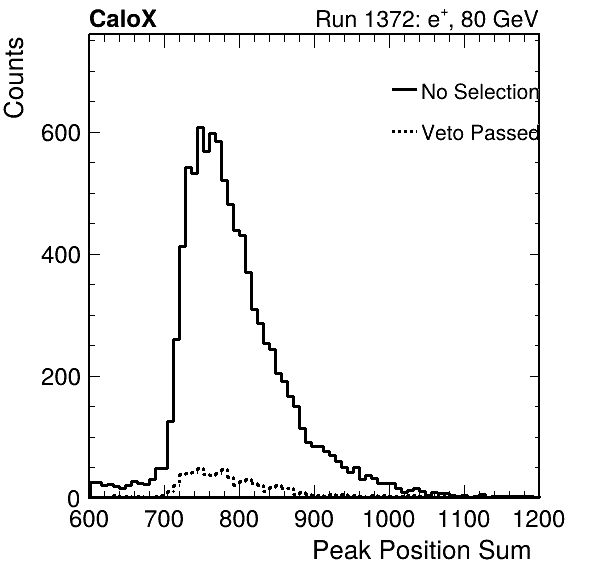 CaloX Run 1372: e⁺, 80 GeV
Counts
No Selection
Veto Passed
600
400
200
0
600 700 800 900 1000 1100 1200
Peak Position Sum